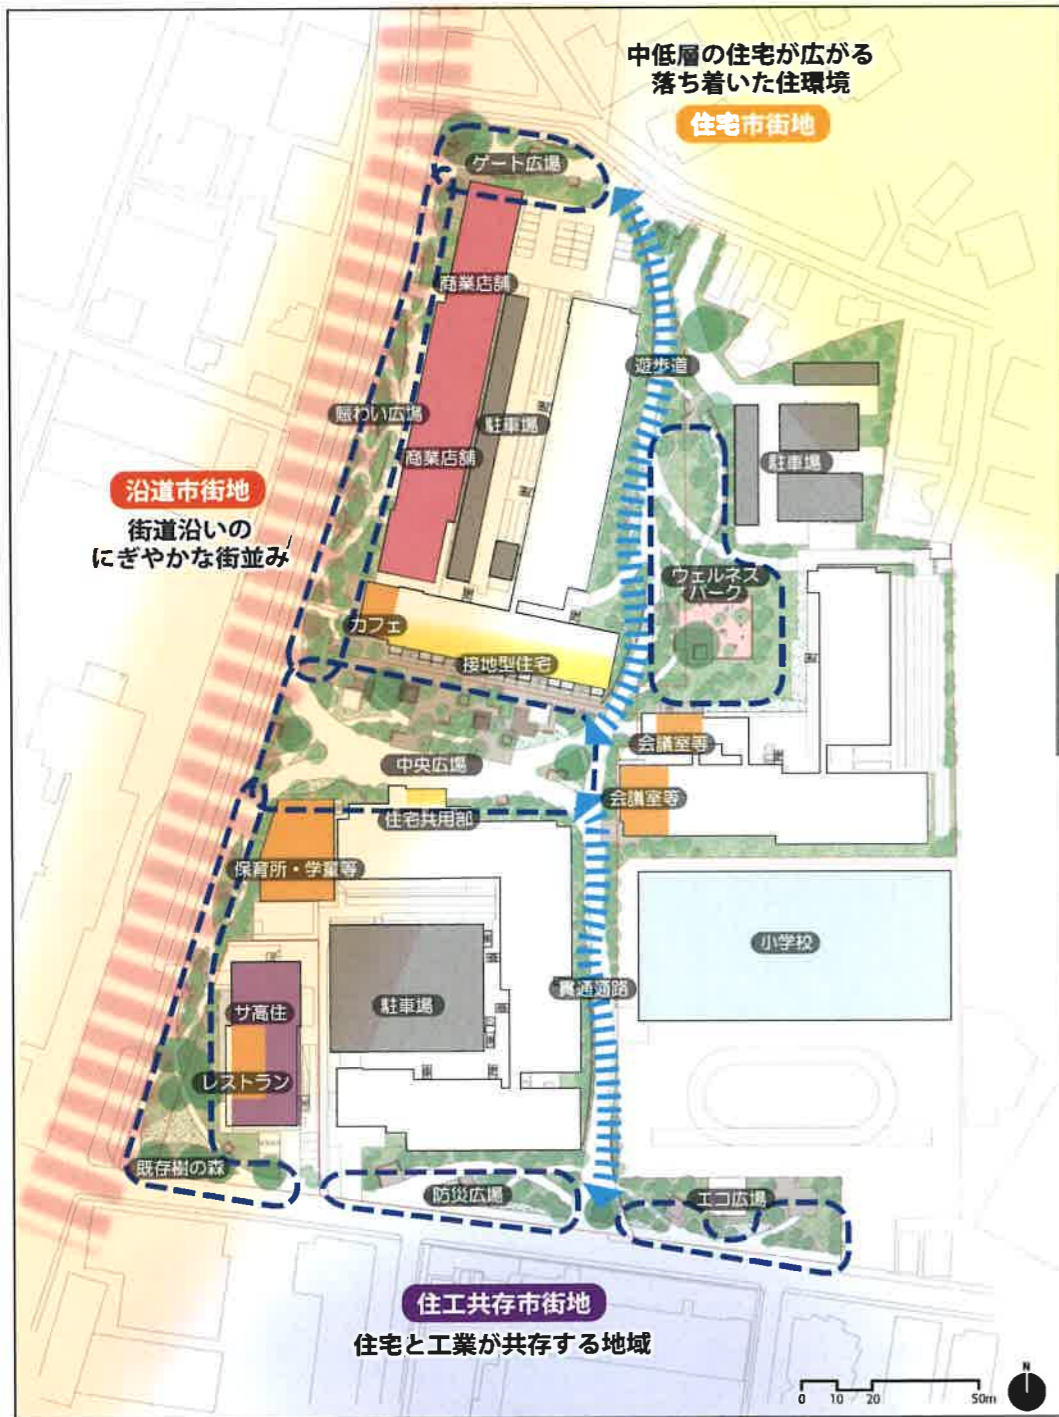 中低層の住宅が広がる
落ち着いた住環境
住宅市街地
ゲート広場
商業店舗
遊歩道
賑わい広場
駐車場
商業店舗
駐車場
沿道市街地
街道沿いの
にぎやかな街並み
ウェルネス
パーク
カフェ
接地型住宅
会議室等
中央広場
会議室等
住宅共用部
保育所・学童等
小学校
貫通通路
駐車場
サ高住
レストラン
既存樹の森
防災広場
エコ広場
住工共存市街地
住宅と工業が共存する地域
0 10 20 50m
N